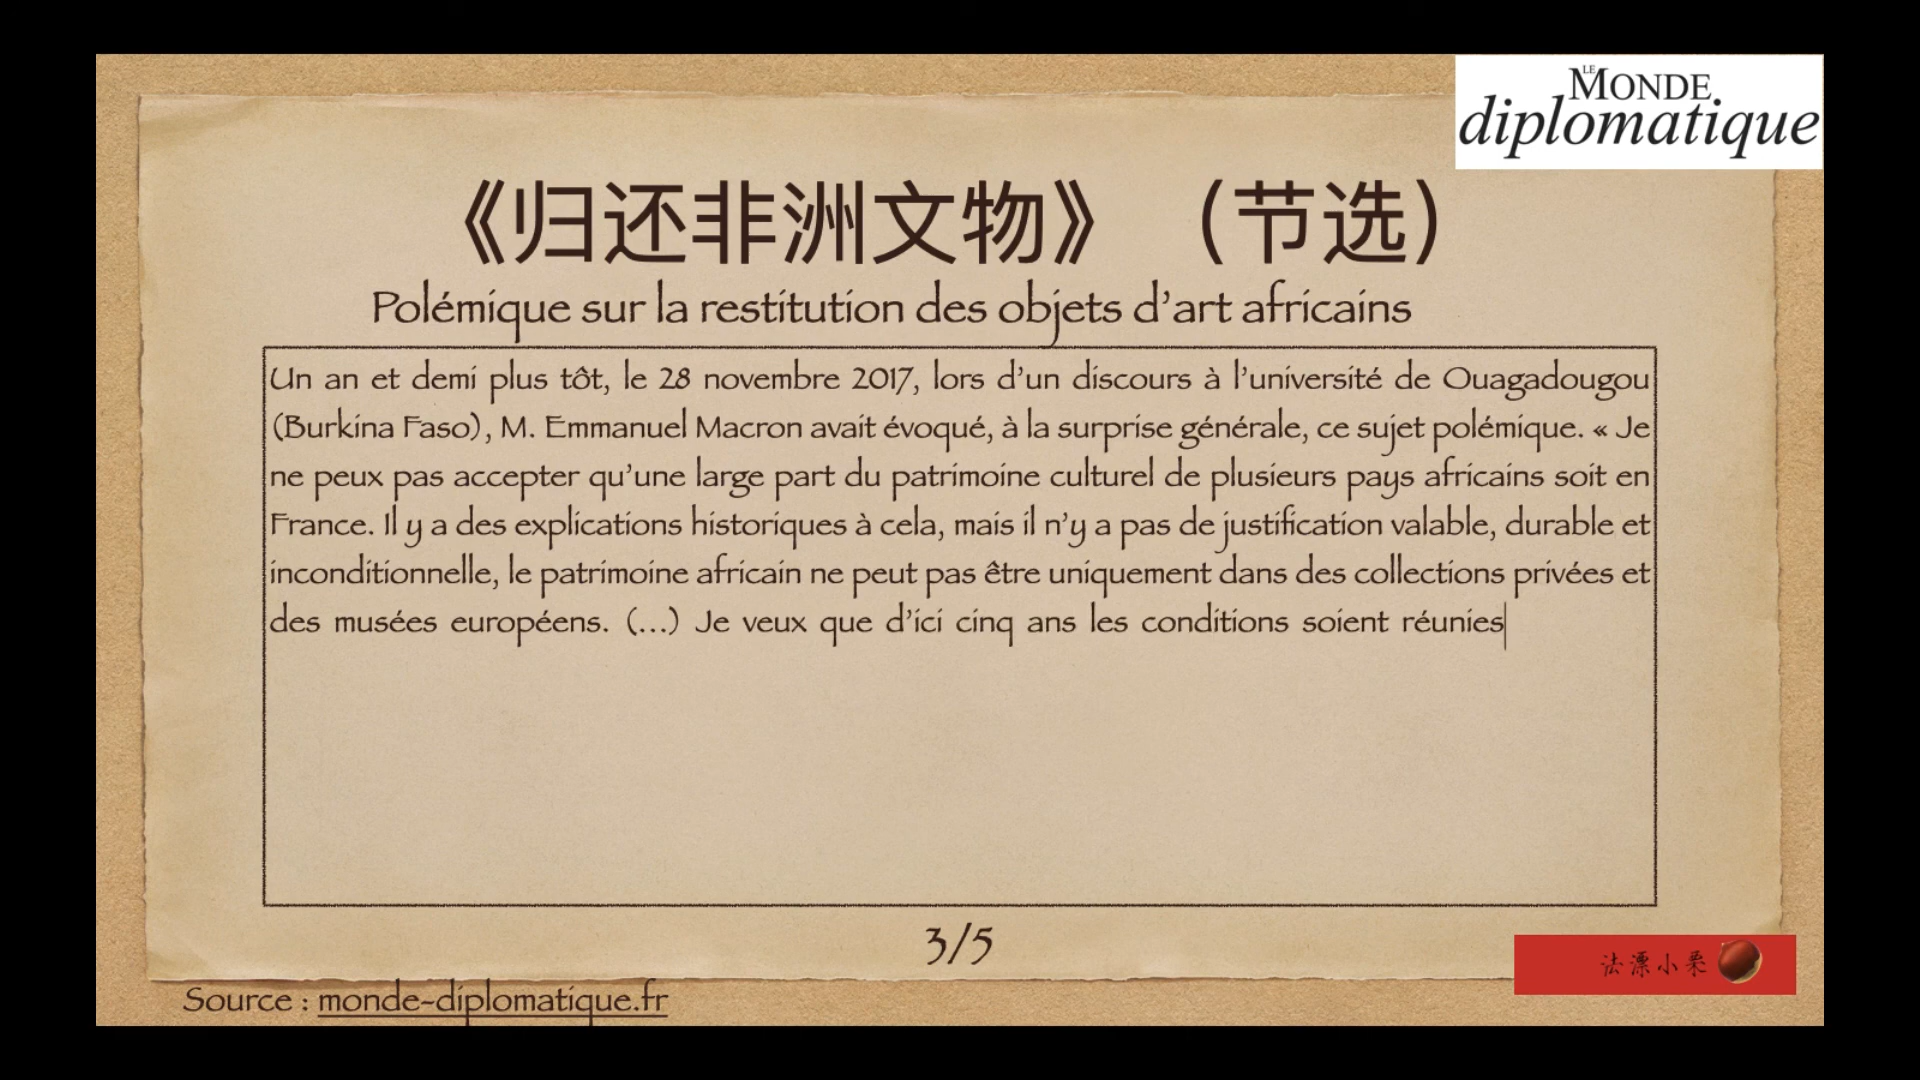 LE
MONDE
diplomatique
《归还非洲文物》（节选）
Polémique sur la restitution des objets d’art africains
Un an et demi plus tôt, le 28 novembre 2017, lors d’un discours à l’université de Ouagadougou
(Burkina Faso), M. Emmanuel Macron avait évoqué, à la surprise générale, ce sujet polémique. « Je
ne peux pas accepter qu’une large part du patrimoine culturel de plusieurs pays africains soit en
France. Il y a des explications historiques à cela, mais il n’y a pas de justification valable, durable et
inconditionnelle, le patrimoine africain ne peut pas être uniquement dans des collections privées et
des musées européens. (…) Je veux que d’ici cinq ans les conditions soient réunies
3/5
法漂小栗
Source : monde-diplomatique.fr